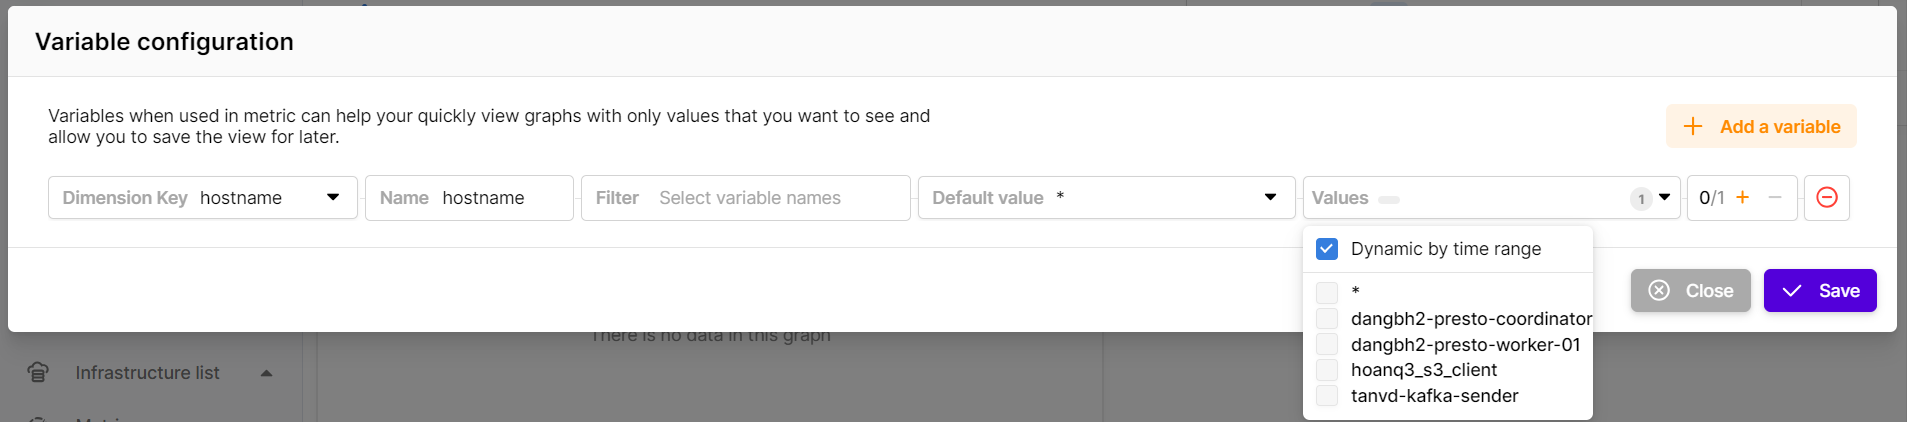 Variable configuration
Variables when used in metric can help your quickly view graphs with only values that you want to see and
allow you to save the view for later.
+ Add a variable
Dimension Key hostname
Name hostname
Filter Select variable names
Default value *
Values 1
0/1 + −
Dynamic by time range
*
dangbh2-presto-coordinator
dangbh2-presto-worker-01
hoanq3_s3_client
tanvd-kafka-sender
Close
Save
There is no data in this graph
Infrastructure list